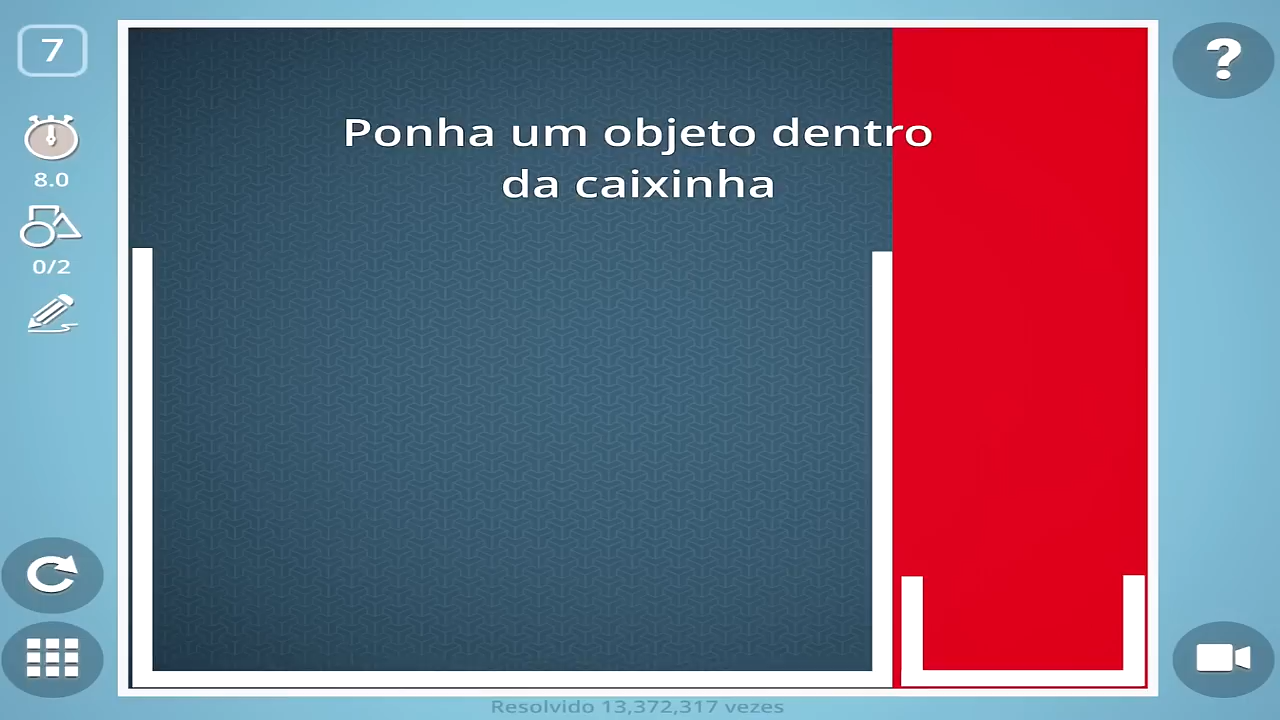 7
Ponha um objeto dentro
da caixinha
8.0
0/2
?
Resolvido 13,372,317 vezes